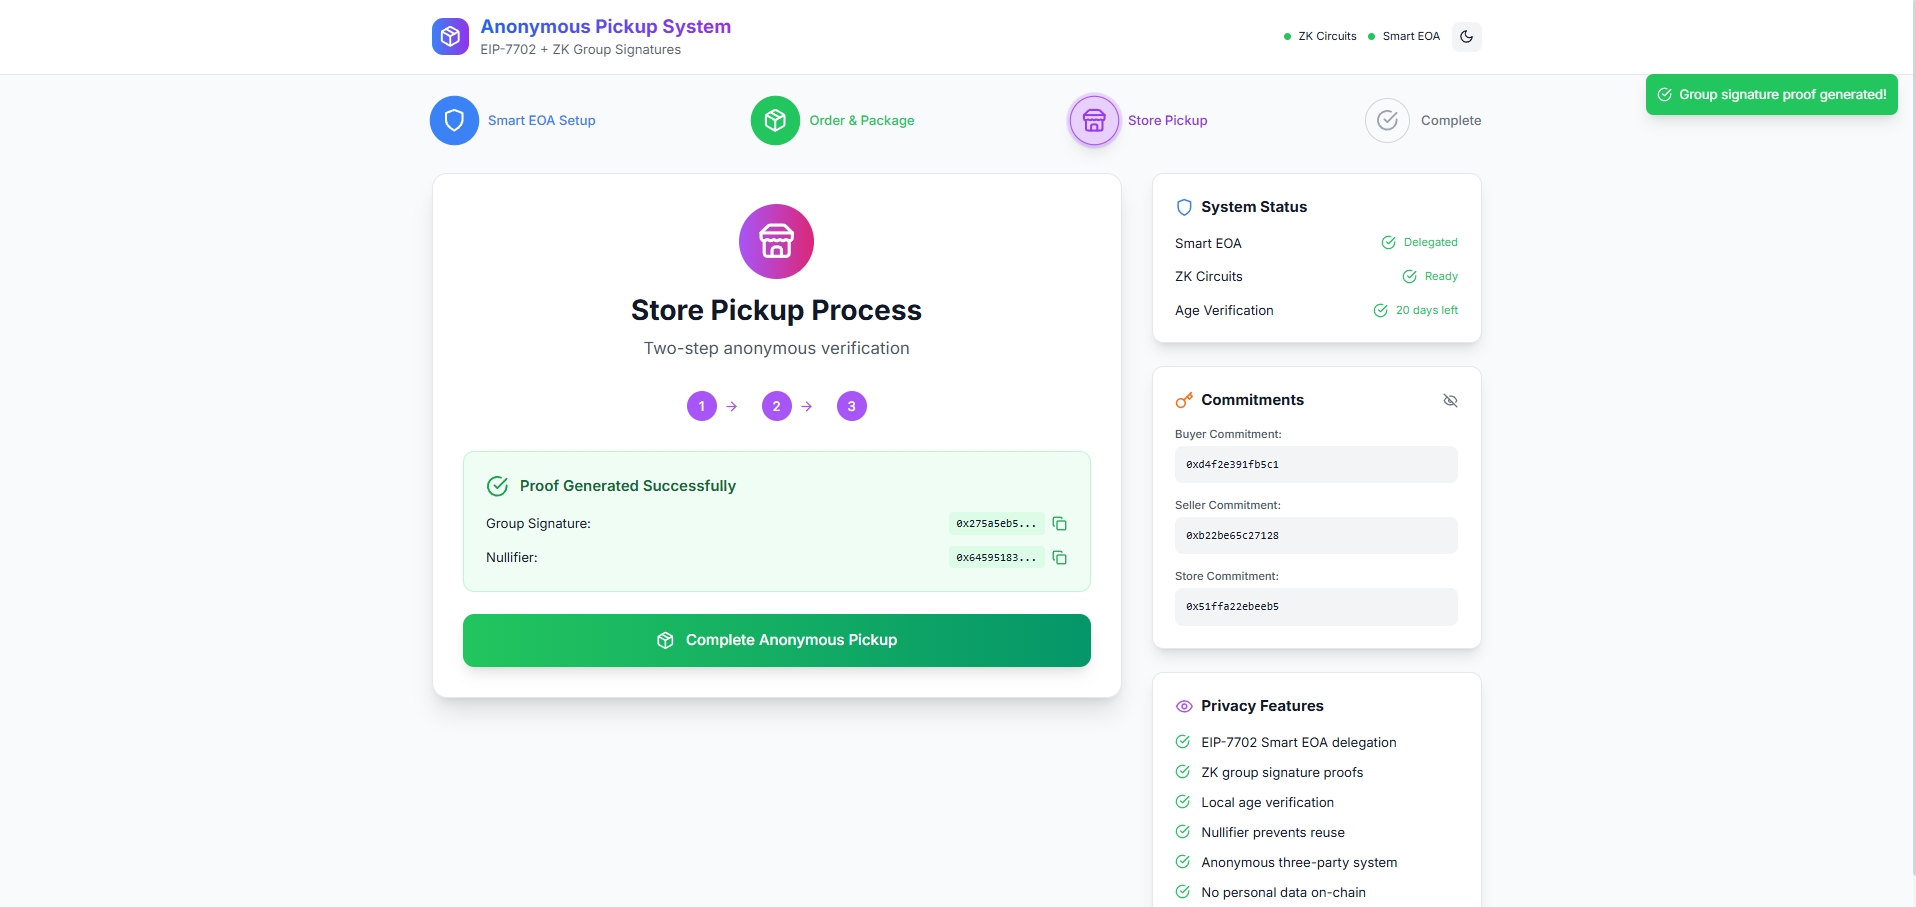 Anonymous Pickup System
EIP-7702 + ZK Group Signatures
ZK Circuits
Smart EOA
Group signature proof generated!
Smart EOA Setup
Order & Package
Store Pickup
Complete
Store Pickup Process
Two-step anonymous verification
1
2
3
Proof Generated Successfully
Group Signature:
0x275a5eb5...
Nullifier:
0x64595183...
Complete Anonymous Pickup
System Status
Smart EOA
Delegated
ZK Circuits
Ready
Age Verification
20 days left
Commitments
Buyer Commitment:
0xd4f2e391fb5c1
Seller Commitment:
0xb22be65c27128
Store Commitment:
0x51ffa22ebeeb5
Privacy Features
EIP-7702 Smart EOA delegation
ZK group signature proofs
Local age verification
Nullifier prevents reuse
Anonymous three-party system
No personal data on-chain